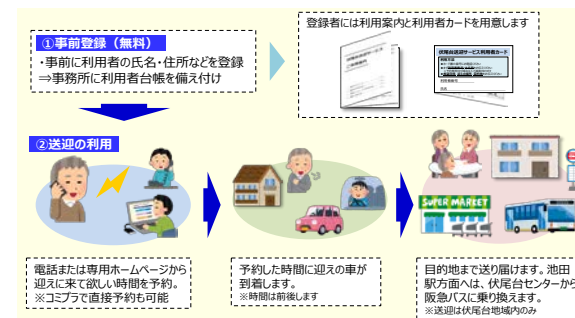 ①事前登録（無料）
・事前に利用者の氏名・住所などを登録
⇒事務所に利用者台帳を備え付け
登録者には利用案内と利用者カードを用意します
伏尾台送迎サービス利用者カード
②送迎の利用
SUPER MARKET
電話または専用ホームページから
迎えに来て欲しい時間を予約。
※コミプラで直接予約も可能
予約した時間に迎えの車が
到着します。
※時間は前後します
目的地まで送り届けます。池田
駅方面へは、伏尾台センターから
阪急バスに乗り換えます。
※送迎は伏尾台地域内のみ